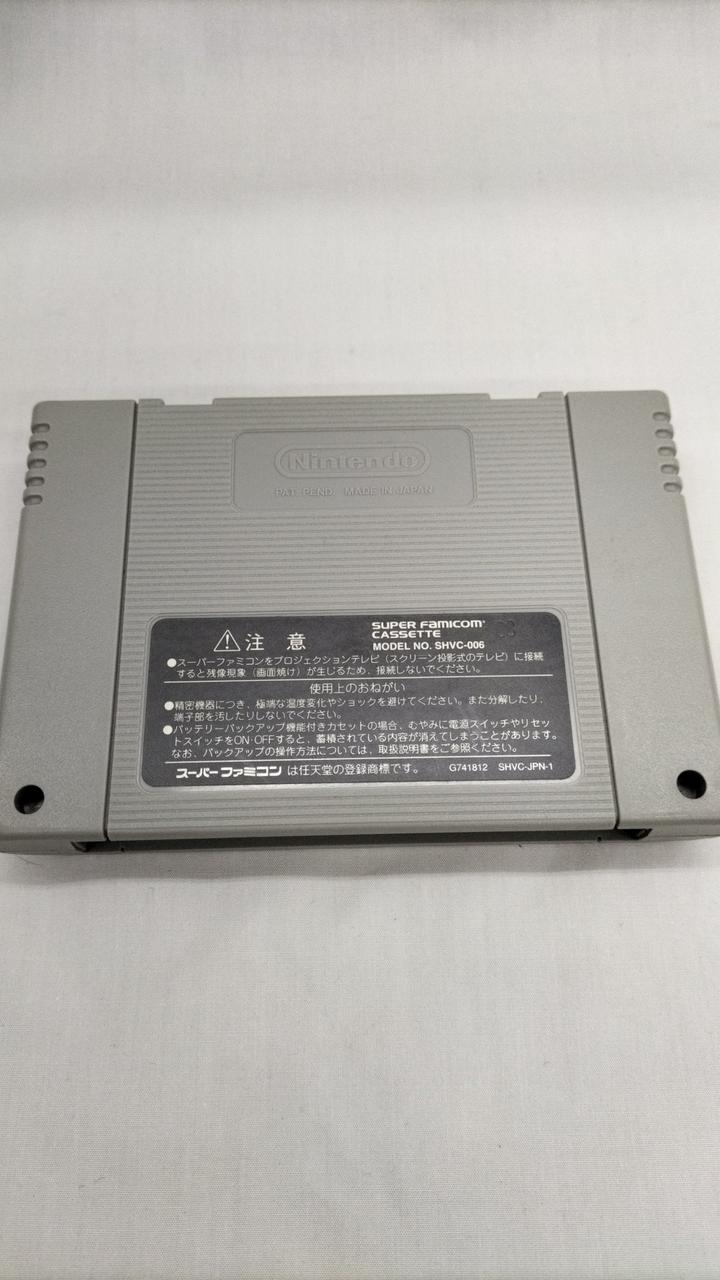 Nintendo
PAT. PEND. MADE IN JAPAN
⚠注意
SUPER FAMICOM
CASSETTE
MODEL NO. SHVC-006
●スーパーファミコンをプロジェクションテレビ（スクリーン投影式のテレビ）に接続
すると残像現象（画面焼け）が生じるため、接続しないでください。
使用上のおねがい
●精密機器につき、極端な温度変化やショックを避けてください。また分解したり、
端子部を汚したりしないでください。
●バッテリーバックアップ機能付きカセットの場合、むやみに電源スイッチやリセッ
トスイッチをON・OFFすると、蓄積されている内容が消えてしまうことがあります。
なお、バックアップの操作方法については、取扱説明書をご参照ください。
スーパーファミコンは任天堂の登録商標です。 G741812 SHVC-JPN-1